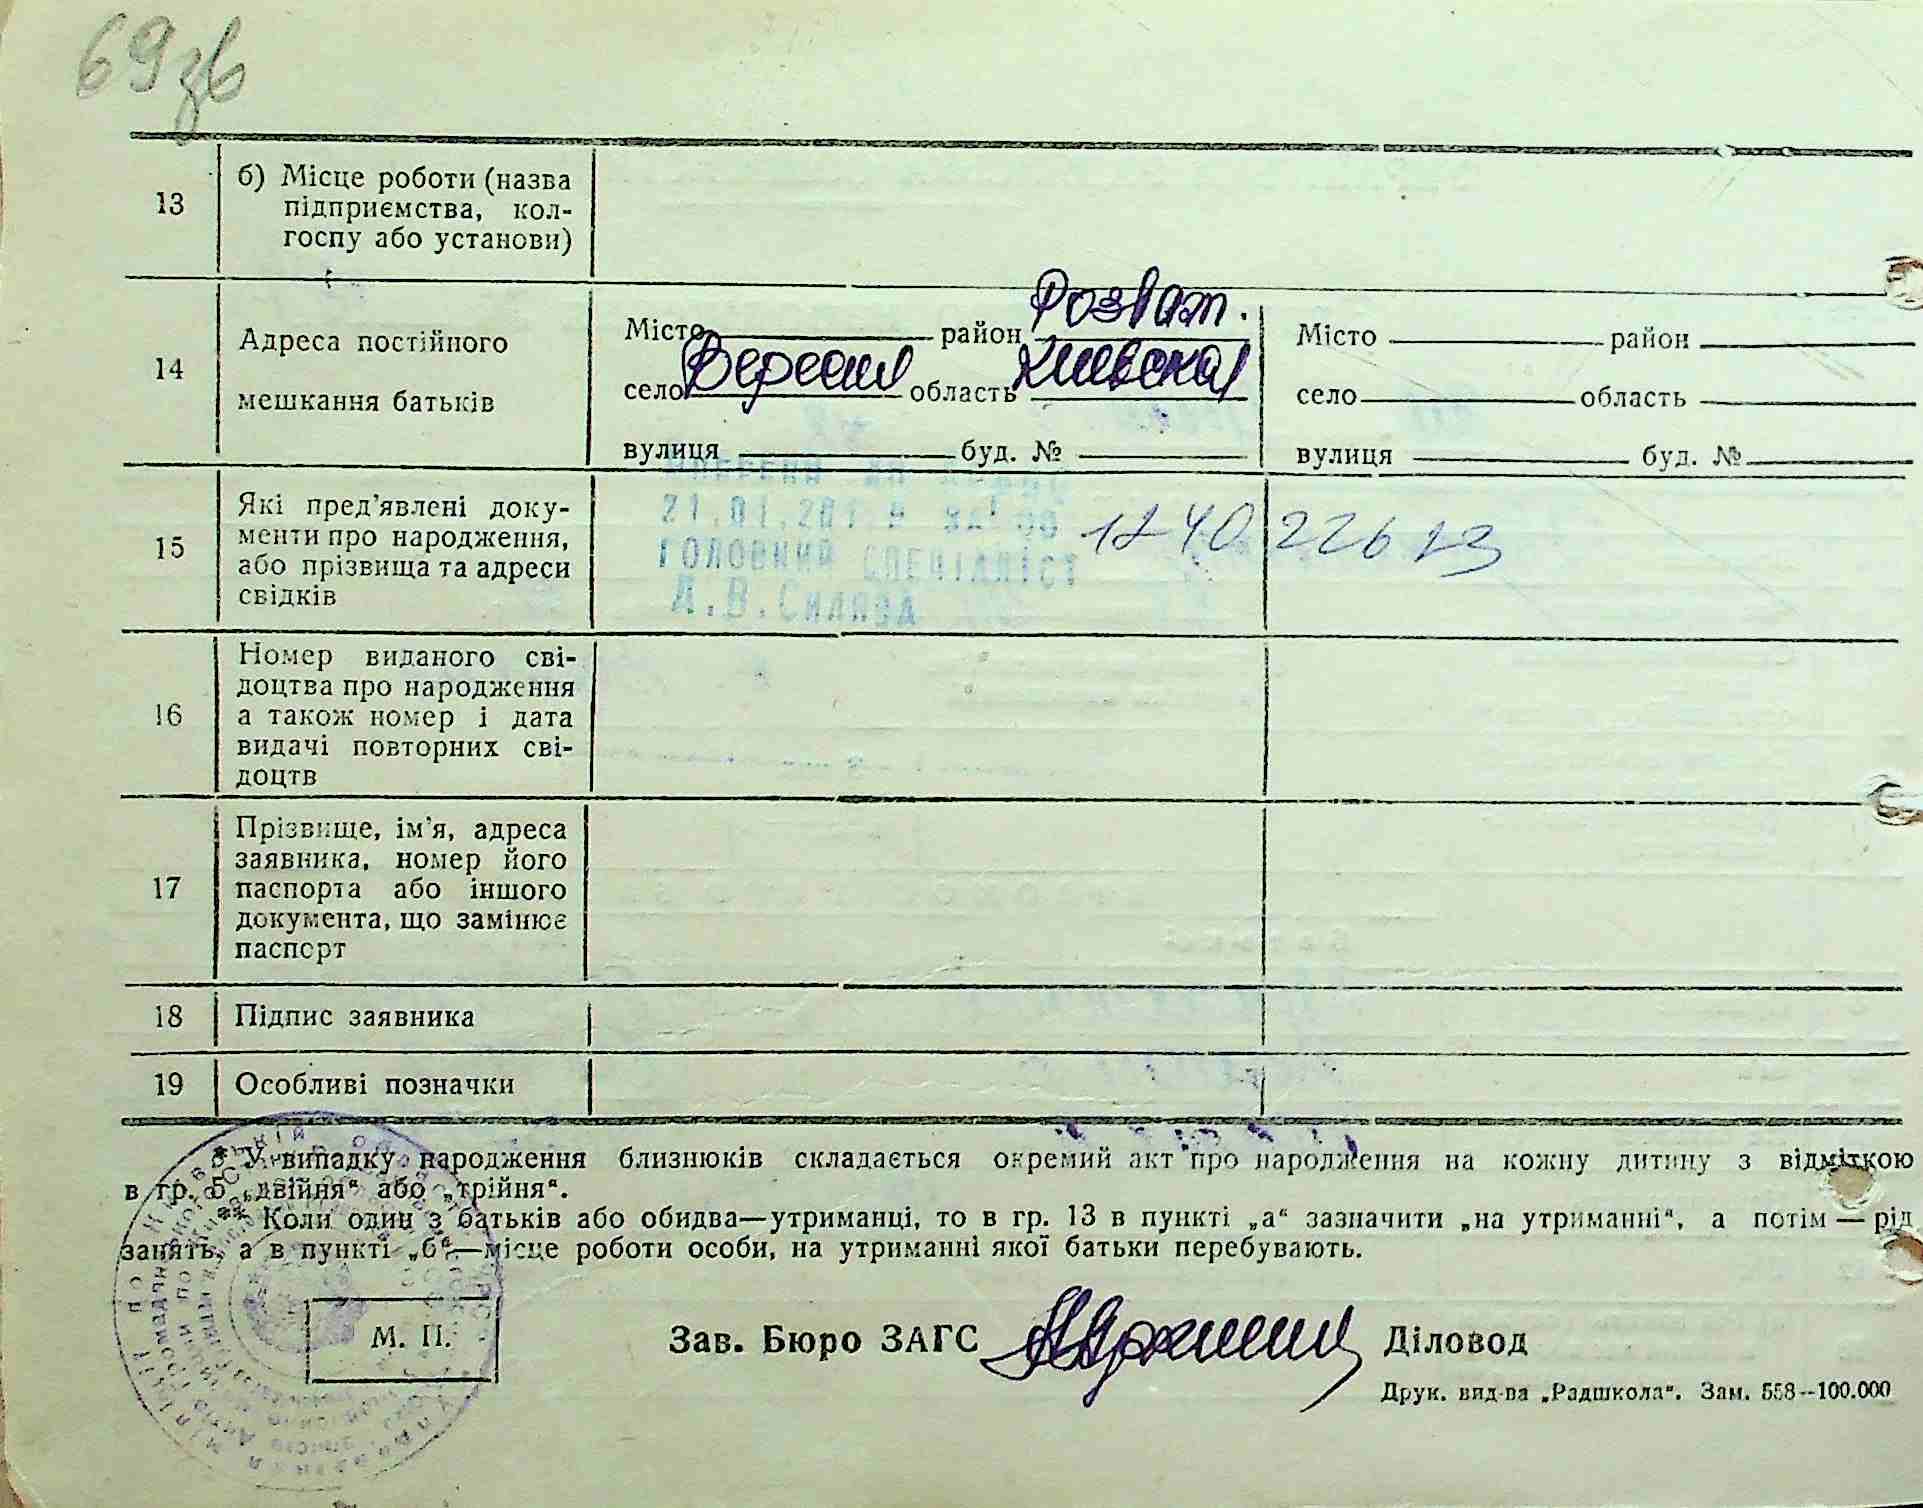 69зв
13
б) Місце роботи (назва
підприємства, кол-
госпу або установи)
14
Адреса постійного
мешкання батьків
Розваж.
Місто район
село область Киевская
вулиця буд. №
Місто район
село область
вулиця буд. №
15
Які пред'явлені доку-
менти про народження,
або прізвища та адреси
свідків
ГОЛОВНИЙ СПЕЦІАЛІСТ
1240 22613
16
Номер виданого сві-
доцтва про народження
а також номер і дата
видачі повторних сві-
доцтв
17
Прізвище, ім'я, адреса
заявника, номер його
паспорта або іншого
документа, що замінює
паспорт
18
Підпис заявника
19
Особливі позначки
* У випадку народження близнюків складається окремий акт про народження на кожну дитину з відміткою
в гр. 5 „двійня“ або „трійня“.
** Коли один з батьків або обидва—утриманці, то в гр. 13 в пункті „а“ зазначити „на утриманні“, а потім — рід
занять, а в пункті „б“—місце роботи особи, на утриманні якої батьки перебувають.
М. П.
Зав. Бюро ЗАГС Діловод
Друк. вид-ва „Радшкола“. Зам. 558—100.000